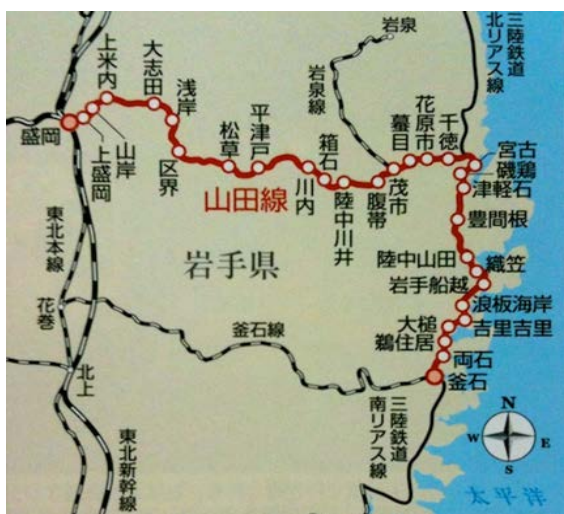 岩泉
三陸鉄道
北リアス線
上米内
大志田
浅岸
岩泉線
盛岡
上盛岡
山岸
区界
松草
平津戸
川内
箱石
陸中川井
腹帯
茂市
蟇目
花原市
千徳
宮古
磯鶏
津軽石
豊間根
山田線
東北本線
岩手県
陸中山田
織笠
岩手船越
浪板海岸
吉里吉里
大槌
鵜住居
両石
釜石
花巻
釜石線
北上
東北新幹線
三陸鉄道
南リアス線
N
W
E
S
太平洋